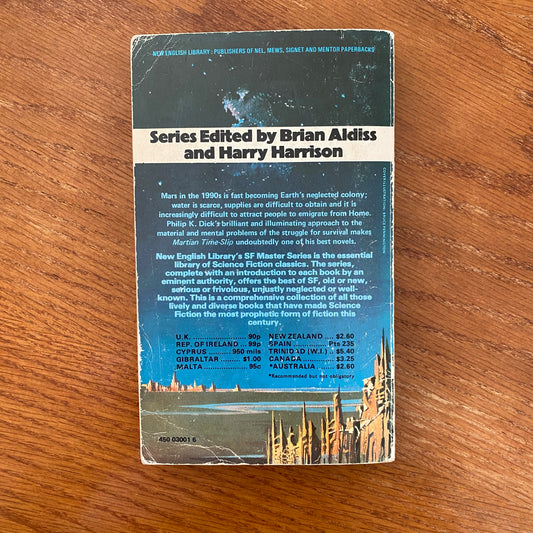 NEW ENGLISH LIBRARY: PUBLISHERS OF NEL, MEWS, SIGNET AND MENTOR PAPERBACKS
Series Edited by Brian Aldiss
and Harry Harrison
Mars in the 1990s is fast becoming Earth's neglected colony;
water is scarce, supplies are difficult to obtain and it is
increasingly difficult to attract people to emigrate from Home.
Philip K. Dick's brilliant and illuminating approach to the
material and mental problems of the struggle for survival makes
Martian Time-Slip undoubtedly one of his best novels.
New English Library's SF Master Series is the essential
library of Science Fiction classics. The series,
complete with an introduction to each book by an
eminent authority, offers the best of SF, old or new,
serious or frivolous, unjustly neglected or well-
known. This is a comprehensive collection of all those
lively and diverse books that have made Science
Fiction the most prophetic form of fiction this
century.
U.K. .................... 90p
REP. OF IRELAND ... 99p
CYPRUS ......... 950 mils
GIBRALTAR ........ $1.00
MALTA ................. 95c
NEW ZEALAND .... $2.60
SPAIN ............. Pts 235
TRINIDAD (W.I.) .. $5.40
CANADA ............ $3.25
*AUSTRALIA ....... $2.60
*Recommended but not obligatory
450 03001 6
COVER ILLUSTRATION: BRUCE PENNINGTON